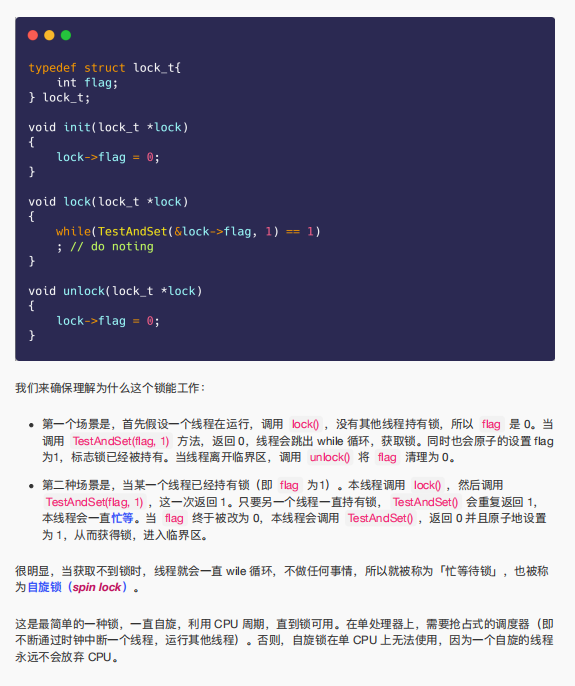 typedef struct lock_t{
    int flag;
} lock_t;
void init(lock_t *lock)
{
    lock->flag = 0;
}
void lock(lock_t *lock)
{
    while(TestAndSet(&lock->flag, 1) == 1)
    ; // do noting
}
void unlock(lock_t *lock)
{
    lock->flag = 0;
}
我们来确保理解为什么这个锁能工作：
• 第一个场景是，首先假设一个线程在运行，调用 lock() ，没有其他线程持有锁，所以 flag 是 0。当
调用 TestAndSet(flag, 1) 方法，返回 0，线程会跳出 while 循环，获取锁。同时也会原子的设置 flag
为1，标志锁已经被持有。当线程离开临界区，调用 unlock() 将 flag 清理为 0。
• 第二种场景是，当某一个线程已经持有锁（即 flag 为1）。本线程调用 lock() ，然后调用
TestAndSet(flag, 1) ，这一次返回 1。只要另一个线程一直持有锁， TestAndSet() 会重复返回 1，
本线程会一直忙等。当 flag 终于被改为 0，本线程会调用 TestAndSet() ，返回 0 并且原子地设置
为 1，从而获得锁，进入临界区。
很明显，当获取不到锁时，线程就会一直 wile 循环，不做任何事情，所以就被称为「忙等待锁」，也被称
为自旋锁（spin lock）。
这是最简单的一种锁，一直自旋，利用 CPU 周期，直到锁可用。在单处理器上，需要抢占式的调度器（即
不断通过时钟中断一个线程，运行其他线程）。否则，自旋锁在单 CPU 上无法使用，因为一个自旋的线程
永远不会放弃 CPU。